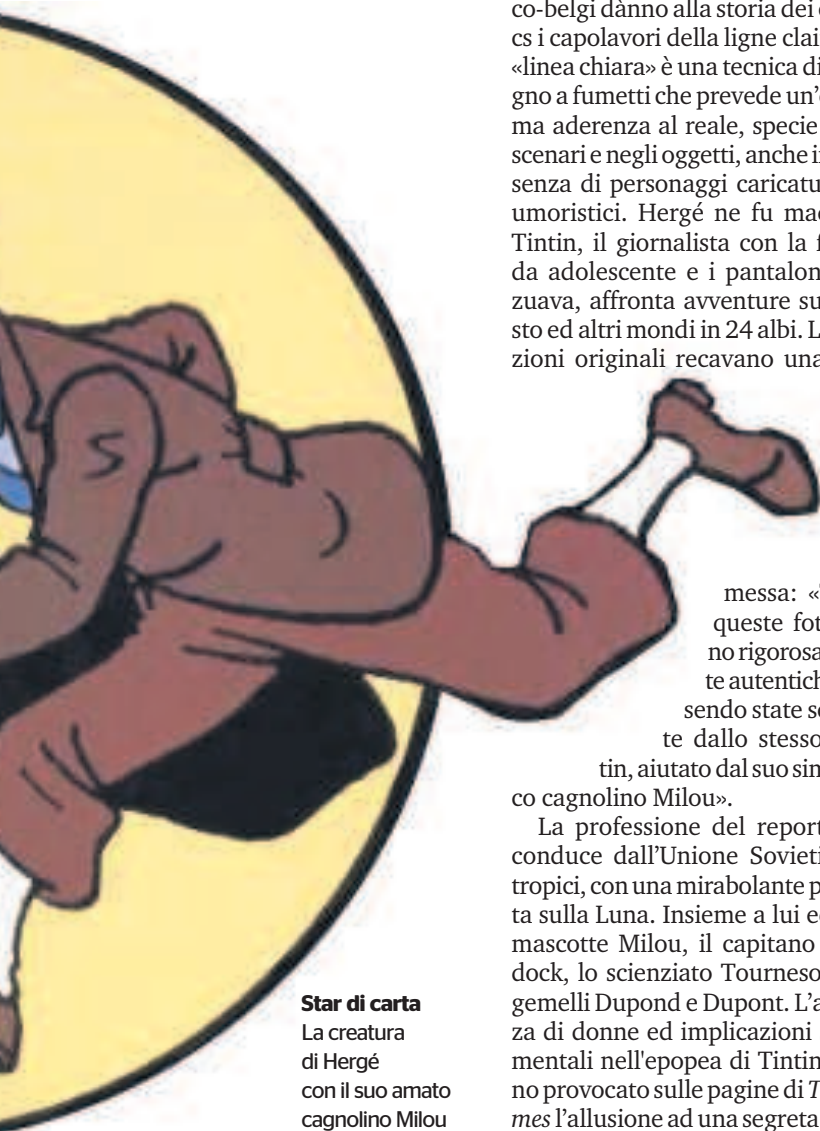 co-belgi dànno alla storia dei
cs i capolavori della ligne clai
«linea chiara» è una tecnica di
gno a fumetti che prevede un'
ma aderenza al reale, specie
scenari e negli oggetti, anche in
senza di personaggi caricatu
umoristici. Hergé ne fu mae
Tintin, il giornalista con la f
da adolescente e i pantalon
zuava, affronta avventure su
sto ed altri mondi in 24 albi. L
zioni originali recavano una
messa: «
queste fot
no rigorosa
te autentich
sendo state sc
te dallo stesso
tin, aiutato dal suo sim
co cagnolino Milou».
La professione del report
conduce dall'Unione Sovieti
tropici, con una mirabolante p
ta sulla Luna. Insieme a lui ed
mascotte Milou, il capitano
dock, lo scienziato Tourneso
gemelli Dupond e Dupont. L'a
za di donne ed implicazioni
mentali nell'epopea di Tintin
no provocato sulle pagine di T
mes l'allusione ad una segreta
Star di carta
La creatura
di Hergé
con il suo amato
cagnolino Milou